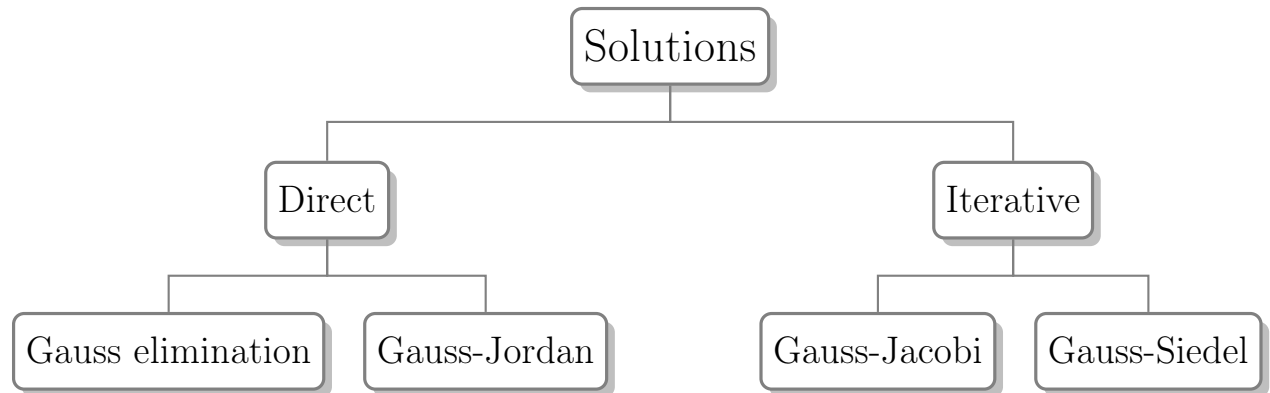 Solutions
Direct
Iterative
Gauss elimination
Gauss-Jordan
Gauss-Jacobi
Gauss-Siedel